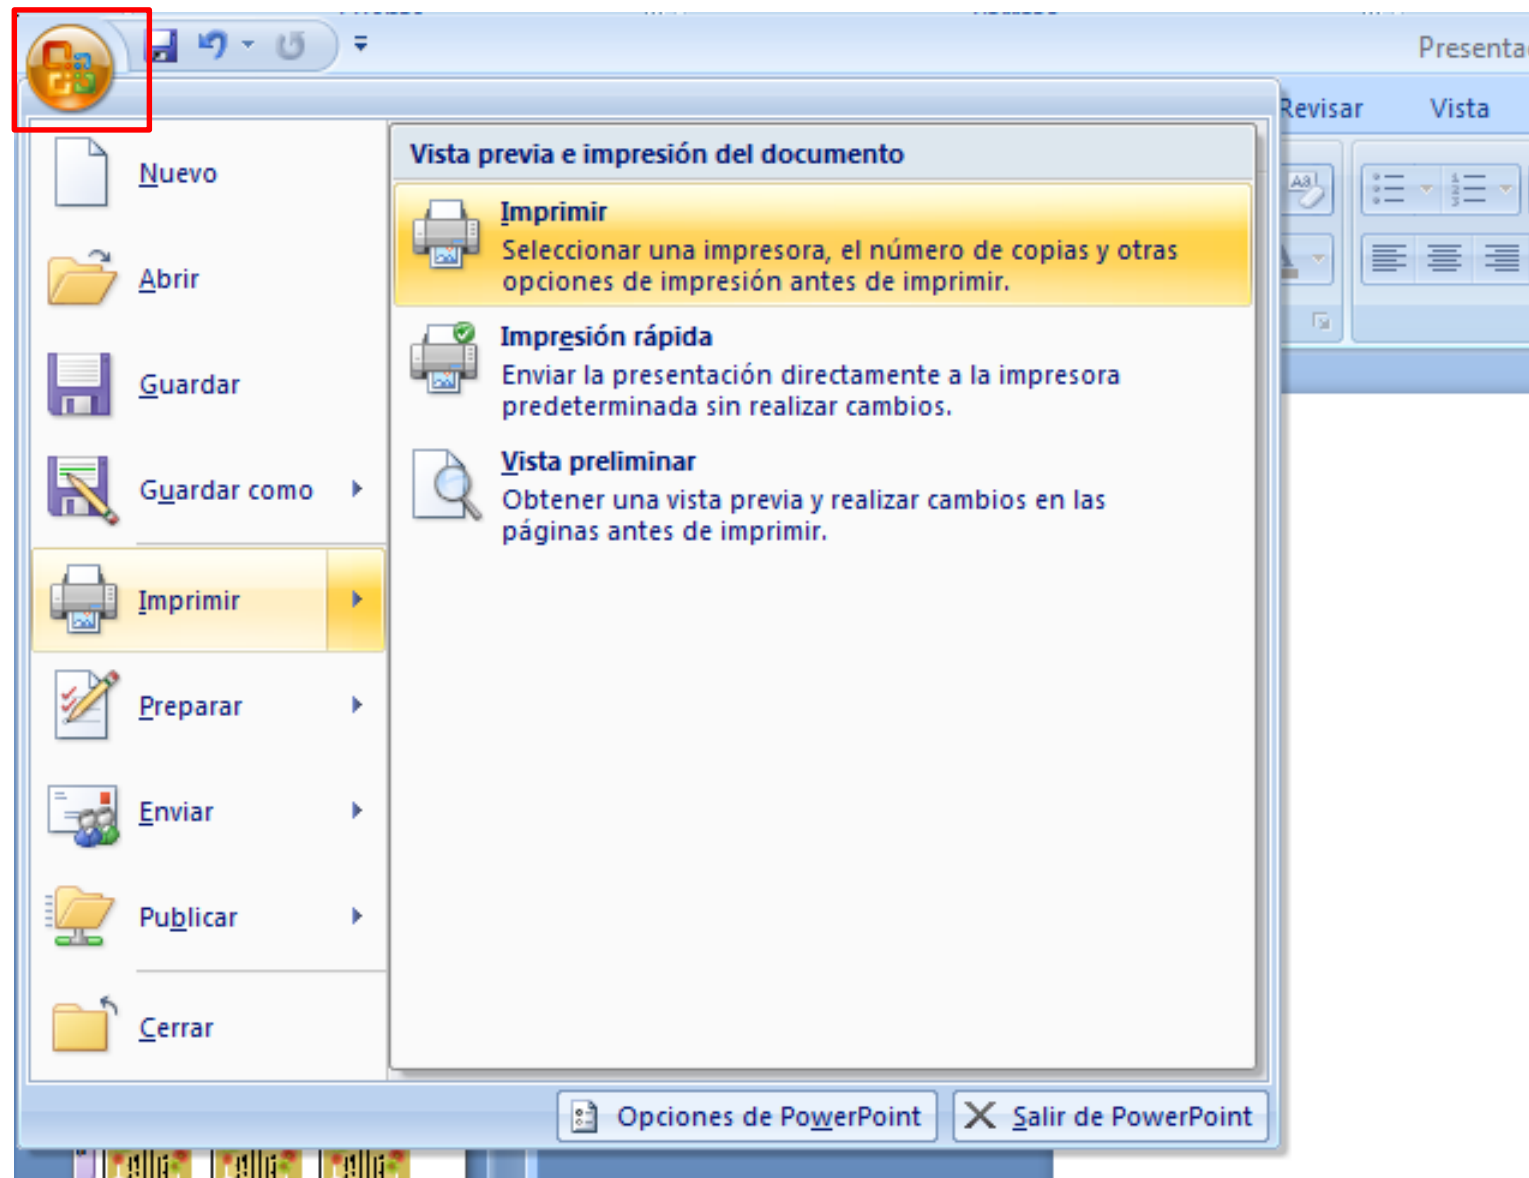 Presenta
Revisar Vista
Nuevo
Abrir
Guardar
Guardar como
Imprimir
Preparar
Enviar
Publicar
Cerrar
Vista previa e impresión del documento
Imprimir
Seleccionar una impresora, el número de copias y otras
opciones de impresión antes de imprimir.
Impresión rápida
Enviar la presentación directamente a la impresora
predeterminada sin realizar cambios.
Vista preliminar
Obtener una vista previa y realizar cambios en las
páginas antes de imprimir.
Opciones de PowerPoint
Salir de PowerPoint